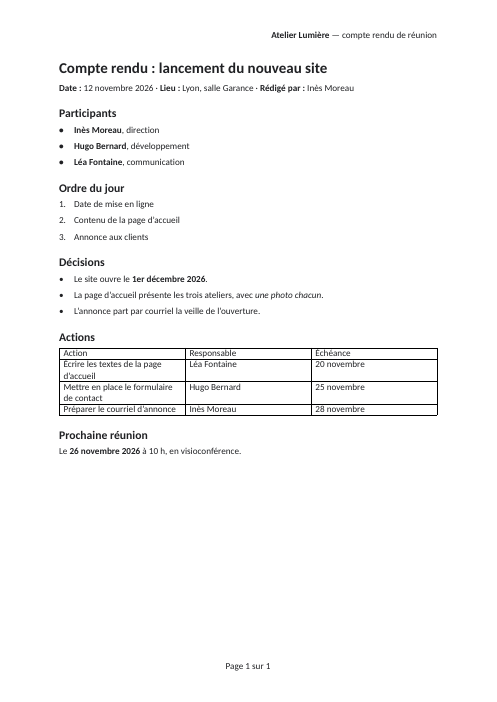 Atelier Lumière — compte rendu de réunion
Compte rendu : lancement du nouveau site
Date : 12 novembre 2026 · Lieu : Lyon, salle Garance · Rédigé par : Inès Moreau
Participants
● Inès Moreau, direction
● Hugo Bernard, développement
● Léa Fontaine, communication
Ordre du jour
1. Date de mise en ligne
2. Contenu de la page d’accueil
3. Annonce aux clients
Décisions
• Le site ouvre le 1er décembre 2026.
• La page d’accueil présente les trois ateliers, avec une photo chacun.
• L’annonce part par courriel la veille de l’ouverture.
Actions
Action Responsable Échéance
Écrire les textes de la page Léa Fontaine 20 novembre
d’accueil
Mettre en place le formulaire Hugo Bernard 25 novembre
de contact
Préparer le courriel d’annonce Inès Moreau 28 novembre
Prochaine réunion
Le 26 novembre 2026 à 10 h, en visioconférence.
Page 1 sur 1